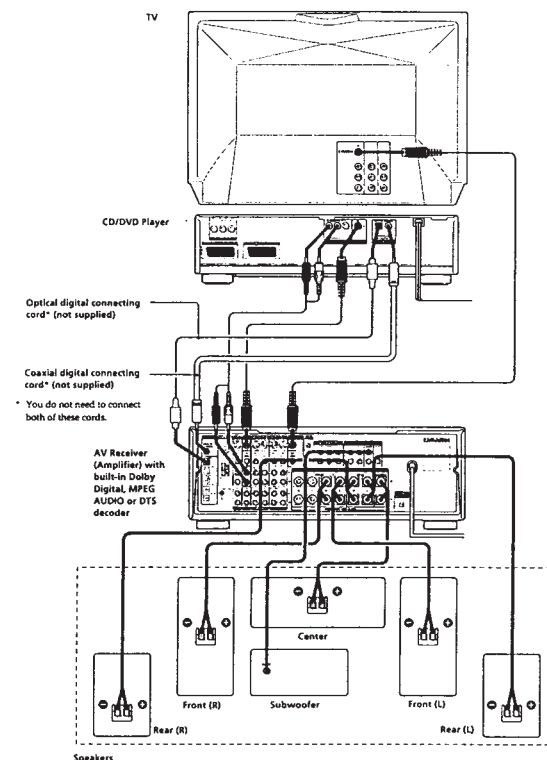 TV
CD/DVD Player
Optical digital connecting
cord* (not supplied)
Coaxial digital connecting
cord* (not supplied)
* You do not need to connect
both of these cords.
AV Receiver
(Amplifier) with
built-in Dolby
Digital, MPEG
AUDIO or DTS
decoder
Center
Front (R)
Subwoofer
Front (L)
Rear (R)
Rear (L)
Speakers